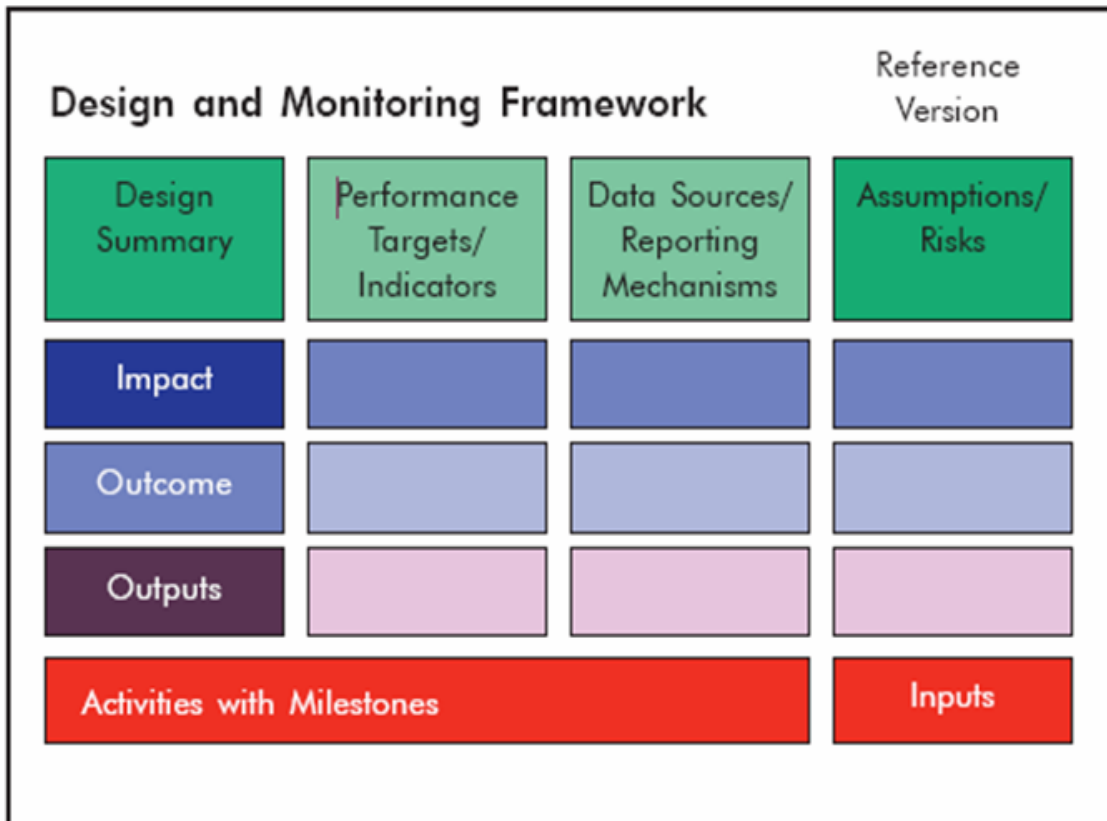 Reference
Version
Design and Monitoring Framework
Design
Summary
Performance
Targets/
Indicators
Data Sources/
Reporting
Mechanisms
Assumptions/
Risks
Impact
Outcome
Outputs
Activities with Milestones
Inputs